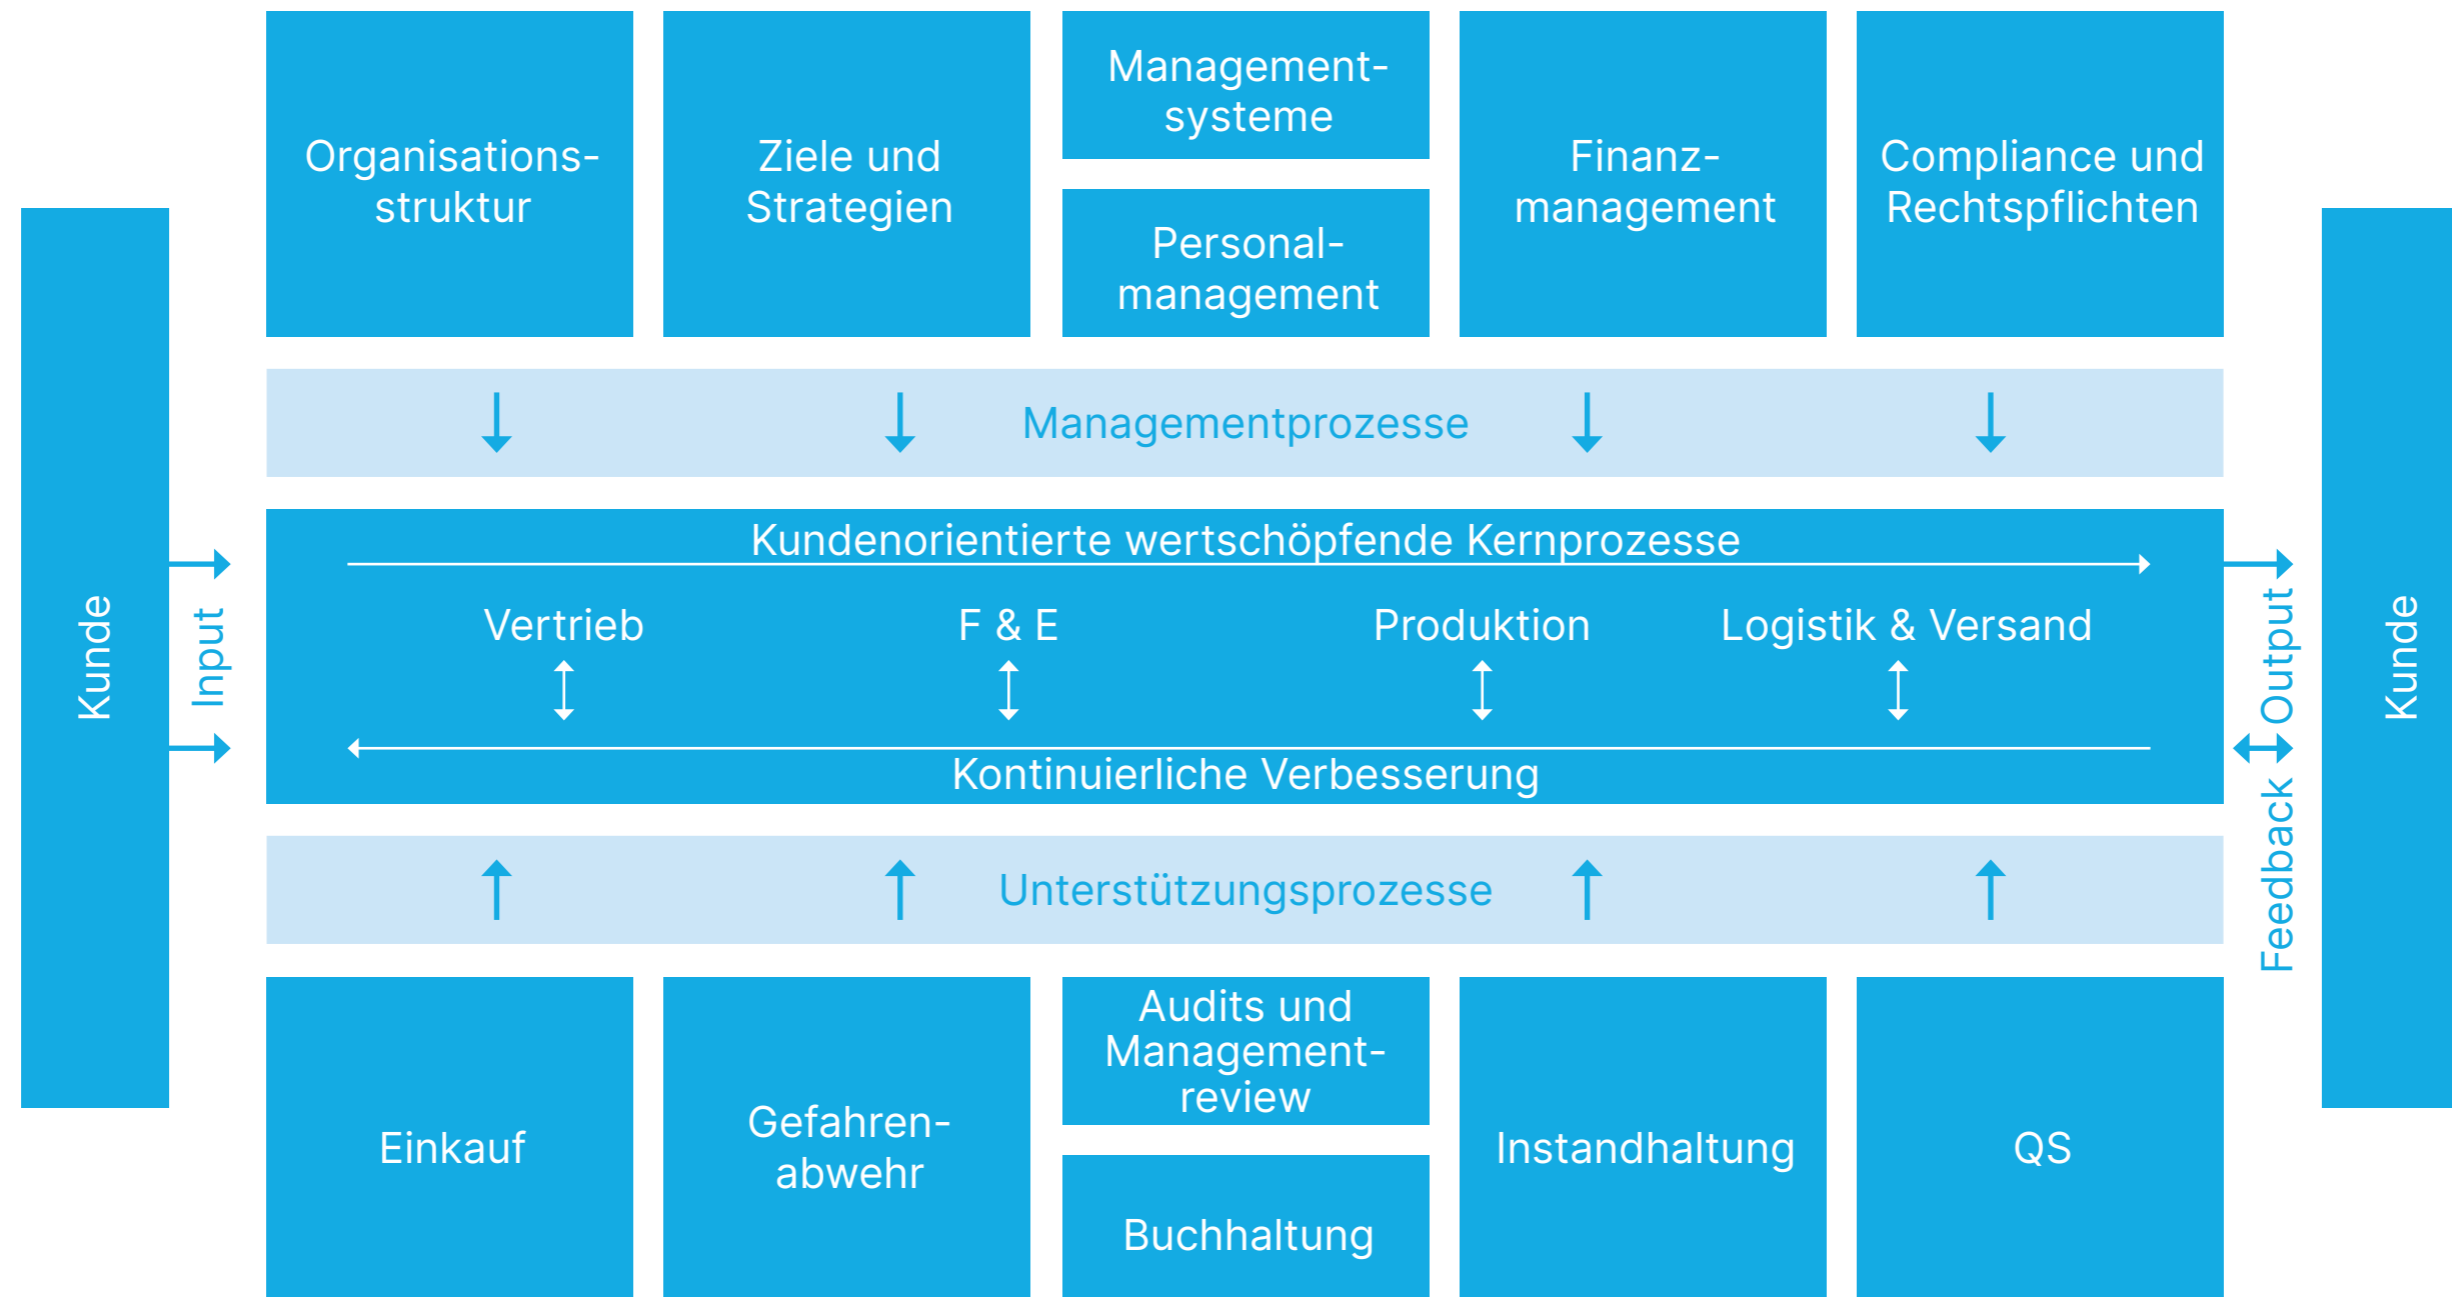 Organisations-
struktur
Ziele und
Strategien
Management-
systeme
Personal-
management
Finanz-
management
Compliance und
Rechtspflichten
Managementprozesse
Kunde
Input
Kundenorientierte wertschöpfende Kernprozesse
Vertrieb
F & E
Produktion
Logistik & Versand
Kontinuierliche Verbesserung
Output
Feedback
Kunde
Unterstützungsprozesse
Einkauf
Gefahren-
abwehr
Audits und
Management-
review
Buchhaltung
Instandhaltung
QS